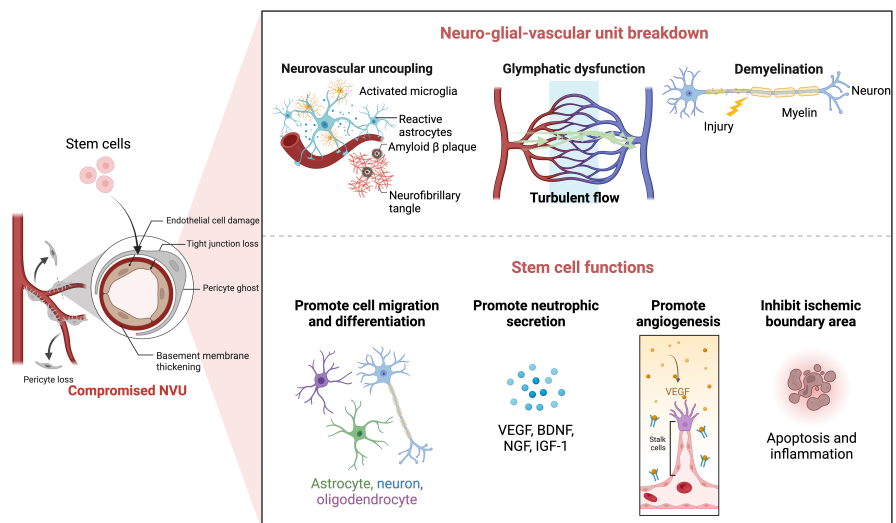 Neuro-glial-vascular unit breakdown
Neurovascular uncoupling
Activated microglia
Reactive
astrocytes
Amyloid β plaque
Neurofibrillary
tangle
Glymphatic dysfunction
Turbulent flow
Demyelination
Neuron
Injury
Myelin
Stem cells
Endothelial cell damage
Tight junction loss
Pericyte ghost
Basement membrane
thickening
Pericyte loss
Compromised NVU
Stem cell functions
Promote cell migration
and differentiation
Astrocyte, neuron,
oligodendrocyte
Promote neutrophic
secretion
VEGF, BDNF,
NGF, IGF-1
Promote
angiogenesis
VEGF
Stalk
cells
Inhibit ischemic
boundary area
Apoptosis and
inflammation